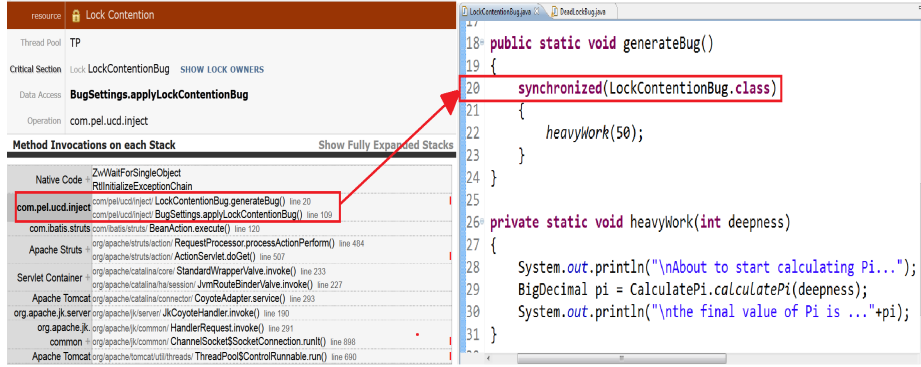 resource Lock Contention
Thread Pool TP
Critical Section Lock LockContentionBug SHOW LOCK OWNERS
Data Access BugSettings.applyLockContentionBug
Operation com.pel.ucd.inject
Method Invocations on each Stack Show Fully Expanded Stacks
Native Code + ZwWaitForSingleObject
RtlInitializeExceptionChain
com.pel.ucd.inject com/pel/ucd/inject/ LockContentionBug.generateBug() line 20
com/pel/ucd/inject/ BugSettings.applyLockContentionBug() line 109
com.ibatis.struts com/ibatis/struts/ BeanAction.execute() line 120
Apache Struts + org/apache/struts/action/ RequestProcessor.processActionPerform() line 484
org/apache/struts/action/ ActionServlet.doGet() line 507
Servlet Container + org/apache/catalina/core/ StandardWrapperValve.invoke() line 233
org/apache/catalina/ha/session/ JvmRouteBinderValve.invoke() line 227
Apache Tomcat org/apache/catalina/connector/ CoyoteAdapter.service() line 293
org.apache.jk.server org/apache/jk/server/ JkCoyoteHandler.invoke() line 190
org.apache.jk. common + org/apache/jk/common/ HandlerRequest.invoke() line 291
org/apache/jk/common/ ChannelSocket$SocketConnection.runIt() line 898
Apache Tomcat org/apache/tomcat/util/threads/ ThreadPool$ControlRunnable.run() line 690
LockContentionBug.java DeadLockBug.java
17
18 public static void generateBug()
19 {
20 synchronized(LockContentionBug.class)
21 {
22 heavyWork(50);
23 }
24 }
25
26 private static void heavyWork(int deepness)
27 {
28 System.out.println("\nAbout to start calculating Pi...");
29 BigDecimal pi = CalculatePi.calculatePi(deepness);
30 System.out.println("\nthe final value of Pi is ..."+pi);
31 }